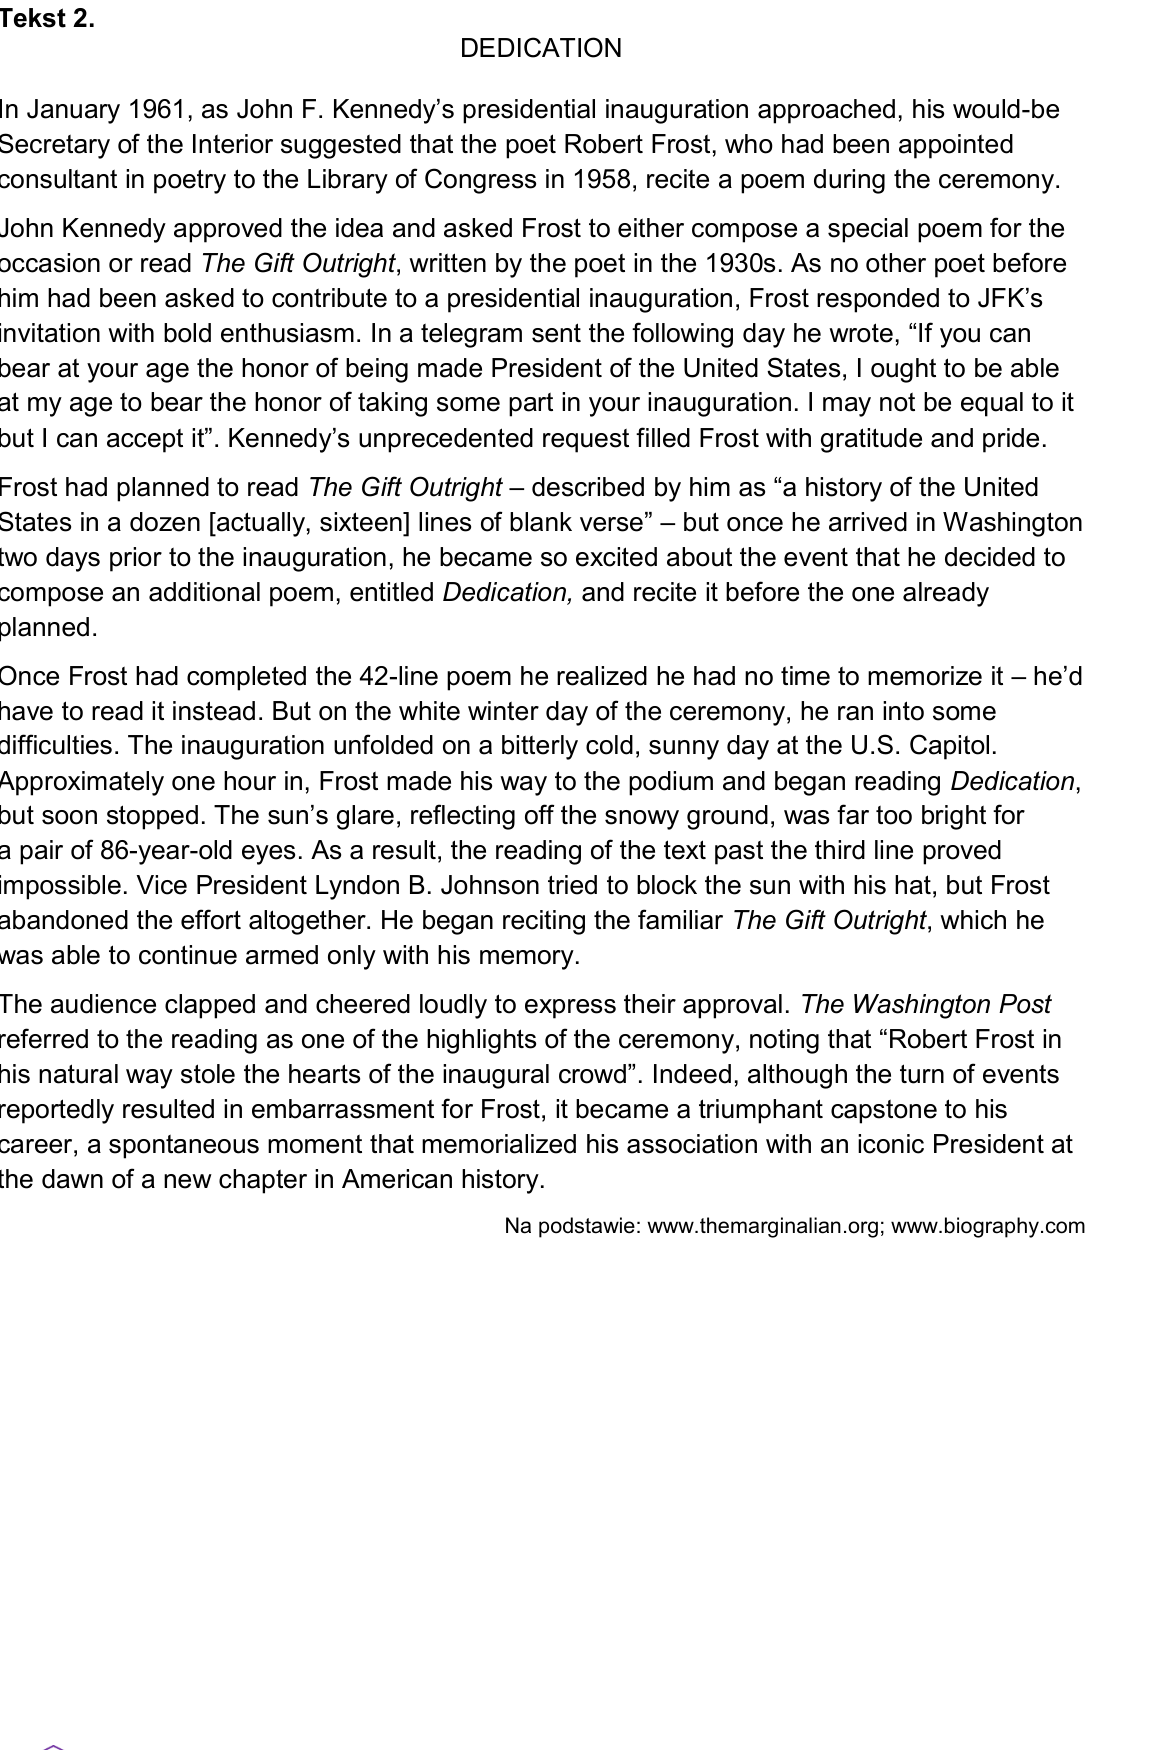 Tekst 2.
DEDICATION
In January 1961, as John F. Kennedy’s presidential inauguration approached, his would-be
Secretary of the Interior suggested that the poet Robert Frost, who had been appointed
consultant in poetry to the Library of Congress in 1958, recite a poem during the ceremony.
John Kennedy approved the idea and asked Frost to either compose a special poem for the
occasion or read The Gift Outright, written by the poet in the 1930s. As no other poet before
him had been asked to contribute to a presidential inauguration, Frost responded to JFK’s
invitation with bold enthusiasm. In a telegram sent the following day he wrote, “If you can
bear at your age the honor of being made President of the United States, I ought to be able
at my age to bear the honor of taking some part in your inauguration. I may not be equal to it
but I can accept it”. Kennedy’s unprecedented request filled Frost with gratitude and pride.
Frost had planned to read The Gift Outright – described by him as “a history of the United
States in a dozen [actually, sixteen] lines of blank verse” – but once he arrived in Washington
two days prior to the inauguration, he became so excited about the event that he decided to
compose an additional poem, entitled Dedication, and recite it before the one already
planned.
Once Frost had completed the 42-line poem he realized he had no time to memorize it – he’d
have to read it instead. But on the white winter day of the ceremony, he ran into some
difficulties. The inauguration unfolded on a bitterly cold, sunny day at the U.S. Capitol.
Approximately one hour in, Frost made his way to the podium and began reading Dedication,
but soon stopped. The sun’s glare, reflecting off the snowy ground, was far too bright for
a pair of 86-year-old eyes. As a result, the reading of the text past the third line proved
impossible. Vice President Lyndon B. Johnson tried to block the sun with his hat, but Frost
abandoned the effort altogether. He began reciting the familiar The Gift Outright, which he
was able to continue armed only with his memory.
The audience clapped and cheered loudly to express their approval. The Washington Post
referred to the reading as one of the highlights of the ceremony, noting that “Robert Frost in
his natural way stole the hearts of the inaugural crowd”. Indeed, although the turn of events
reportedly resulted in embarrassment for Frost, it became a triumphant capstone to his
career, a spontaneous moment that memorialized his association with an iconic President at
the dawn of a new chapter in American history.
Na podstawie: www.themarginalian.org; www.biography.com